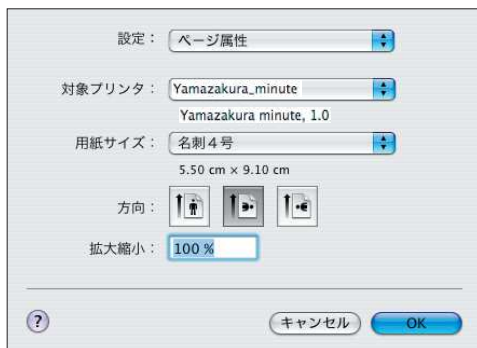 設定： ページ属性
対象プリンタ： Yamazakura_minute
Yamazakura minute, 1.0
用紙サイズ： 名刺４号
5.50 cm × 9.10 cm
方向：
拡大縮小： 100 %
? キャンセル OK